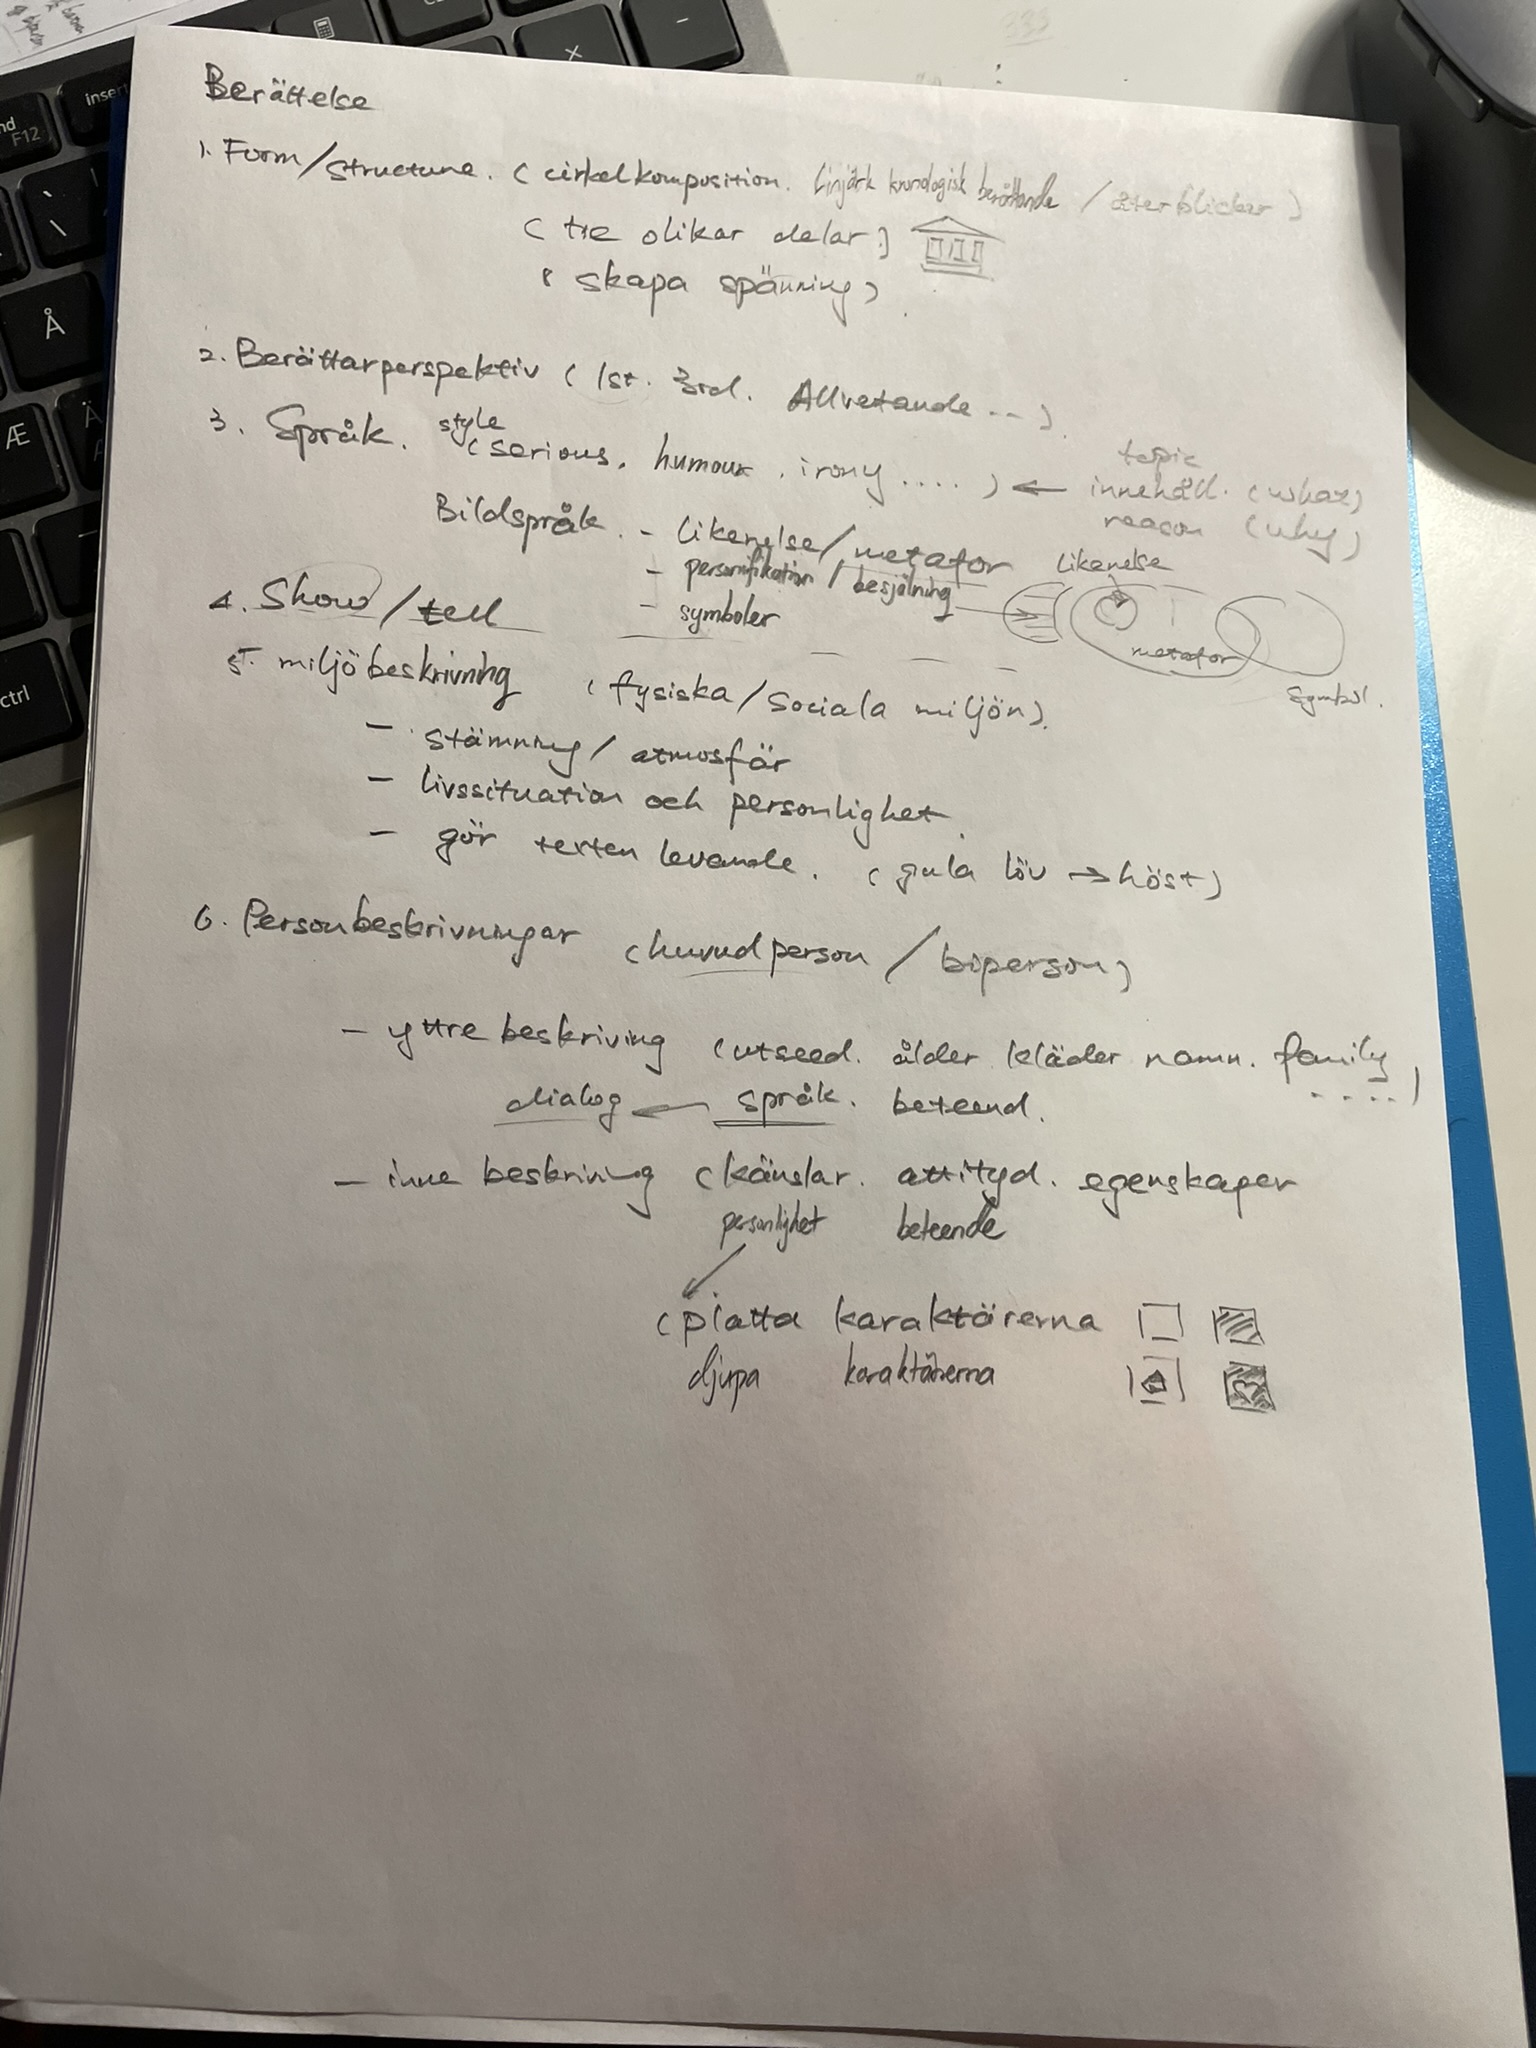 Berättelse
1. Form/structure. (cirkelkomposition. Linjärk kronologisk berättande / återblickar)
(tre olikar delar)
(skapa spänning)
2. Berättarperspektiv (1st. 3rd. Allvetande ...)
3. Språk. style (serious, humour, irony ....) ← topic
innehåll. (what)
reason (why)
Bildspråk. - Likenelse/metafor
- personifikation / besjälning
- symboler
Likenelse
metafor
symbol.
4. Show/tell
5. miljöbeskrivning (fysiska/sociala miljön).
- stämning/atmosfär
- livssituation och personlighet
- gör texten levande. (gula löv → höst)
6. Personbeskrivningar (huvudperson / biperson)
- yttre beskriving (utseed. ålder kläder namn. family ....)
dialog ← språk. beteend.
- inne beskriving (känslar. attityd. egenskaper
personlighet beteende
(platta karaktärerna
djupa karaktärerna
insert
F12
ctrl
Å
Æ
Ä